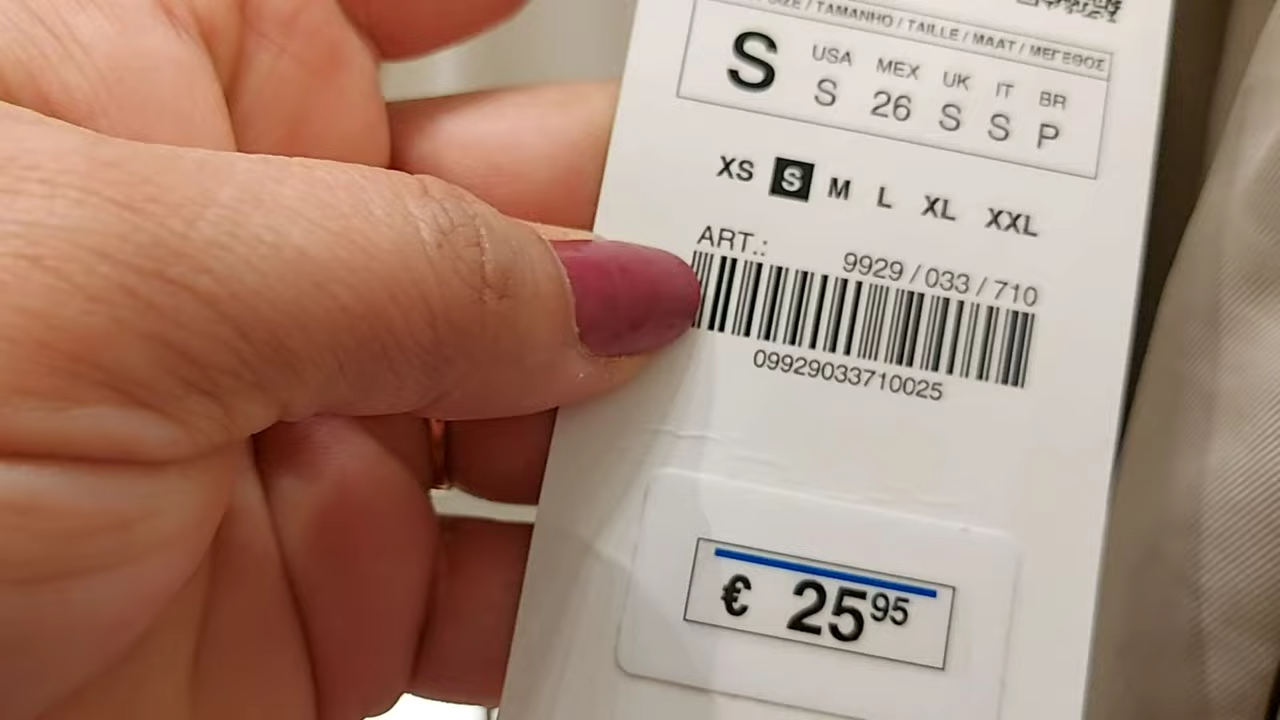 SIZE / TAMANHO / TAILLE / MAAT / ΜΕΓΕΘΟΣ
S
USA MEX UK IT BR
S 26 S S P
XS S M L XL XXL
ART.:
9929 / 033 / 710
09929033710025
€ 25 95